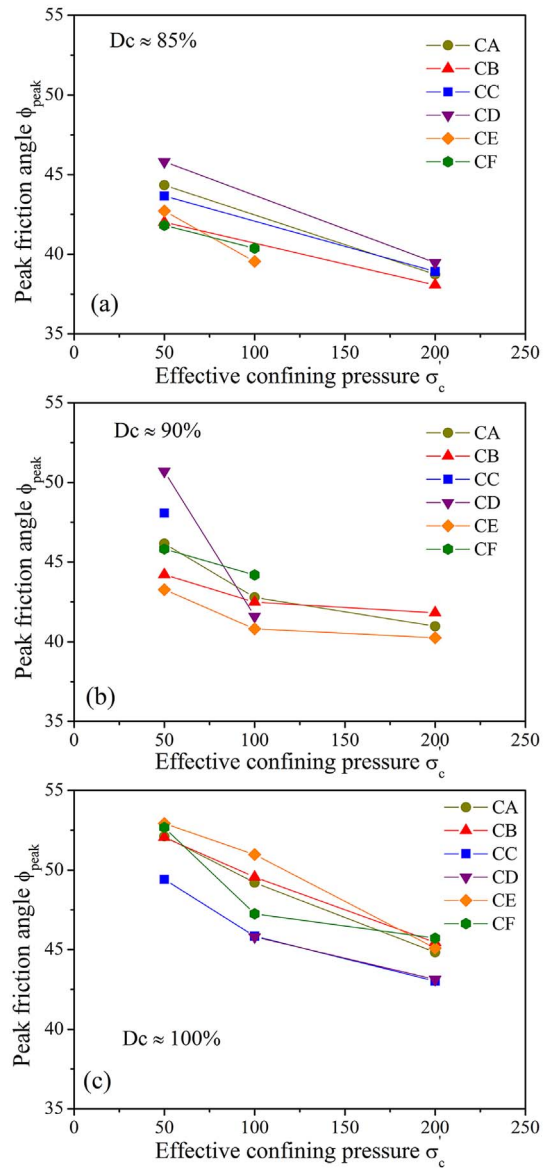 55
50
45
40
35
Peak friction angle ϕpeak
Dc ≈ 85%
CA
CB
CC
CD
CE
CF
(a)
0 50 100 150 200 250
Effective confining pressure σ'c
55
50
45
40
35
Peak friction angle ϕpeak
Dc ≈ 90%
CA
CB
CC
CD
CE
CF
(b)
0 50 100 150 200 250
Effective confining pressure σ'c
55
50
45
40
35
Peak friction angle ϕpeak
CA
CB
CC
CD
CE
CF
Dc ≈ 100%
(c)
0 50 100 150 200 250
Effective confining pressure σ'c